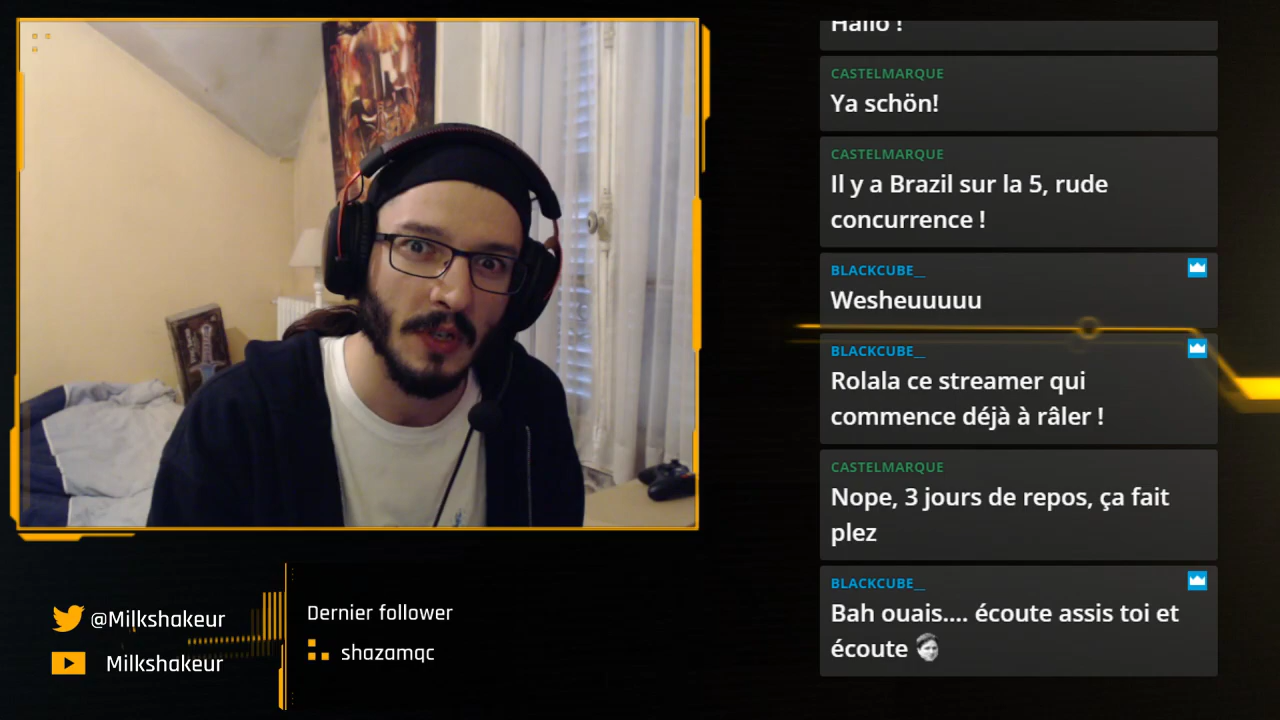 Hallo !
CASTELMARQUE
Ya schön!
CASTELMARQUE
Il y a Brazil sur la 5, rude
concurrence !
BLACKCUBE__
Wesheuuuuu
BLACKCUBE__
Rolala ce streamer qui
commence déjà à râler !
CASTELMARQUE
Nope, 3 jours de repos, ça fait
plez
BLACKCUBE__
Bah ouais.... écoute assis toi et
écoute
@Milkshakeur
Milkshakeur
Dernier follower
shazamqc